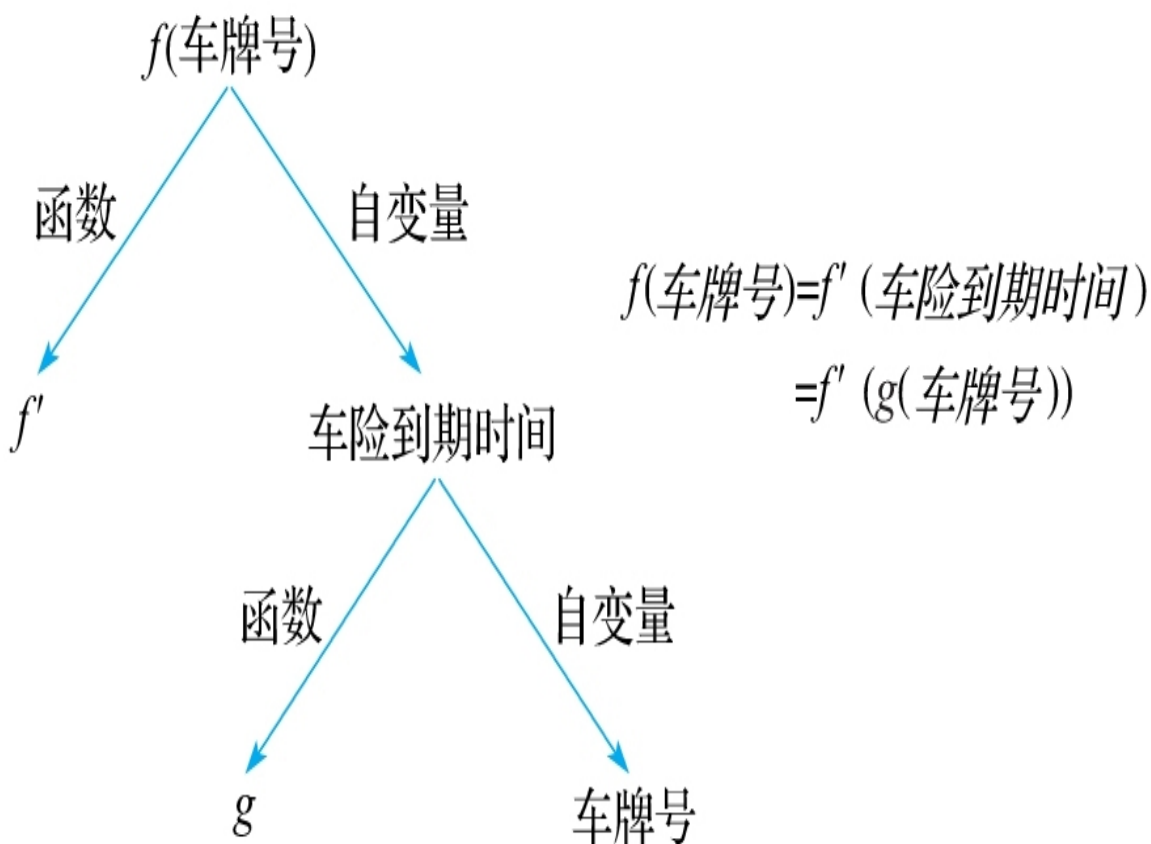 f(车牌号)
函数
自变量
f(车牌号)=f′(车险到期时间)
=f′(g(车牌号))
f′
车险到期时间
函数
自变量
g
车牌号